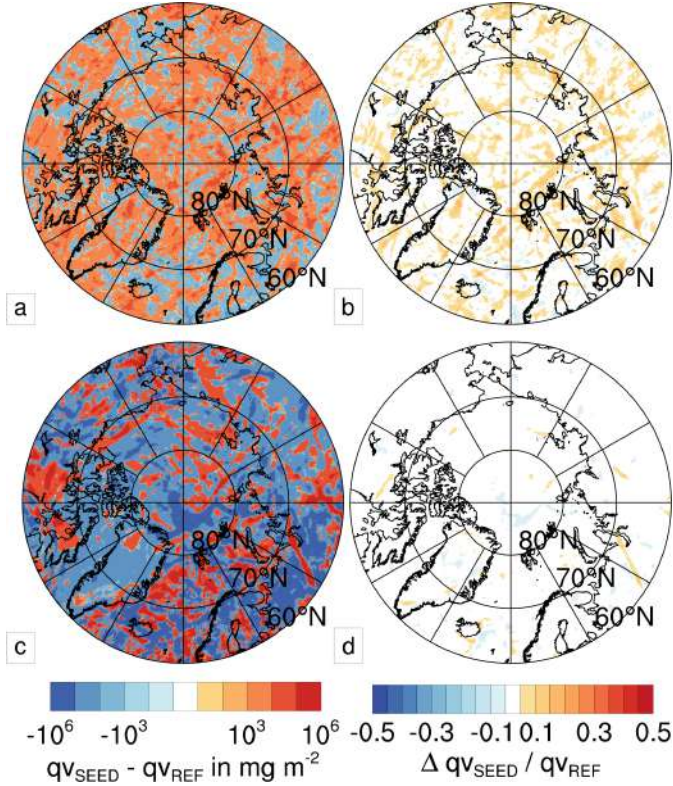 80°N
70°N
60°N
a
80°N
70°N
60°N
b
80°N
70°N
60°N
c
80°N
70°N
60°N
d
-10⁶ -10³ 10³ 10⁶
qv_SEED - qv_REF in mg m⁻²
-0.5 -0.3 -0.1 0.1 0.3 0.5
Δ qv_SEED / qv_REF